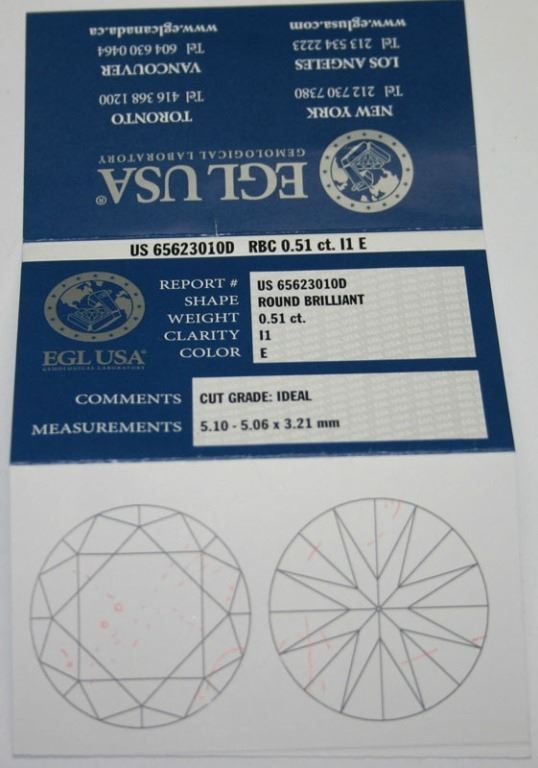 www.eglcanada.ca
www.eglusa.com
Tel 604 630 0464
Tel 213 534 2223
VANCOUVER
LOS ANGELES
Tel 416 368 1200
Tel 212 730 7380
TORONTO
NEW YORK
GEMOLOGICAL LABORATORY
EGL USA®
US 65623010D RBC 0.51 ct. I1 E
REPORT # US 65623010D
SHAPE ROUND BRILLIANT
WEIGHT 0.51 ct.
CLARITY I1
COLOR E
EGL USA®
GEMOLOGICAL LABORATORY
COMMENTS CUT GRADE: IDEAL
MEASUREMENTS 5.10 - 5.06 x 3.21 mm